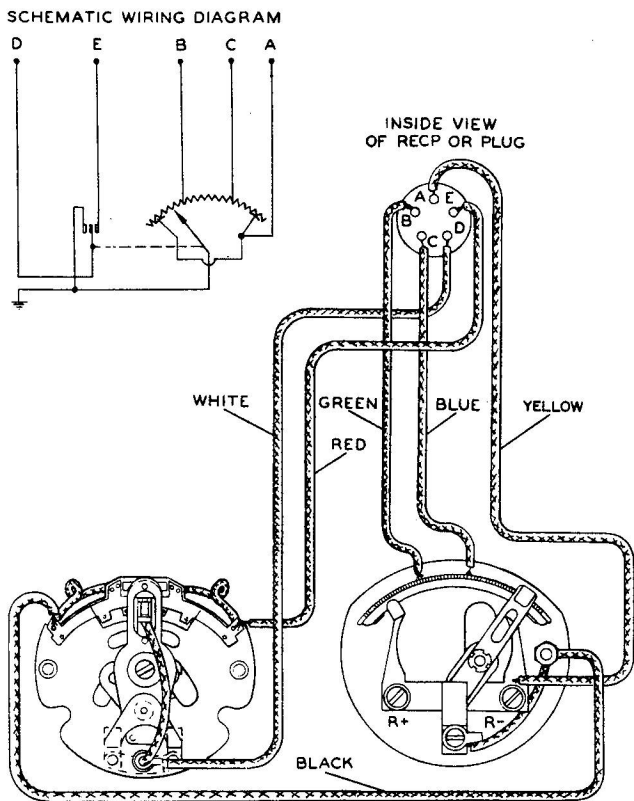 SCHEMATIC WIRING DIAGRAM
D E B C A
INSIDE VIEW
OF RECP OR PLUG
A E
B
C D
WHITE
GREEN
BLUE
YELLOW
RED
R+ R-
BLACK